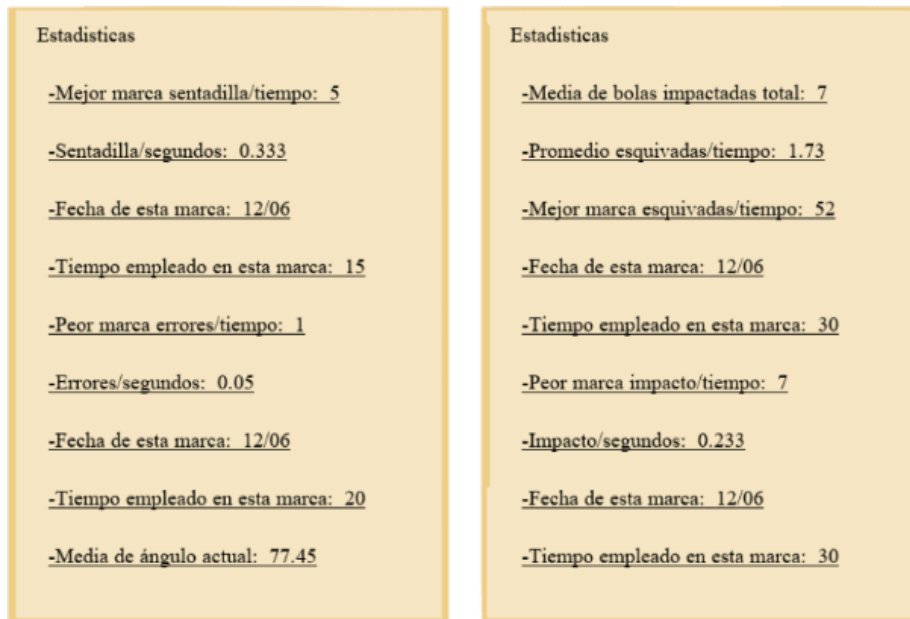 Estadisticas
-Mejor marca sentadilla/tiempo: 5
-Sentadilla/segundos: 0.333
-Fecha de esta marca: 12/06
-Tiempo empleado en esta marca: 15
-Peor marca errores/tiempo: 1
-Errores/segundos: 0.05
-Fecha de esta marca: 12/06
-Tiempo empleado en esta marca: 20
-Media de ángulo actual: 77.45
Estadisticas
-Media de bolas impactadas total: 7
-Promedio esquivadas/tiempo: 1.73
-Mejor marca esquivadas/tiempo: 52
-Fecha de esta marca: 12/06
-Tiempo empleado en esta marca: 30
-Peor marca impacto/tiempo: 7
-Impacto/segundos: 0.233
-Fecha de esta marca: 12/06
-Tiempo empleado en esta marca: 30